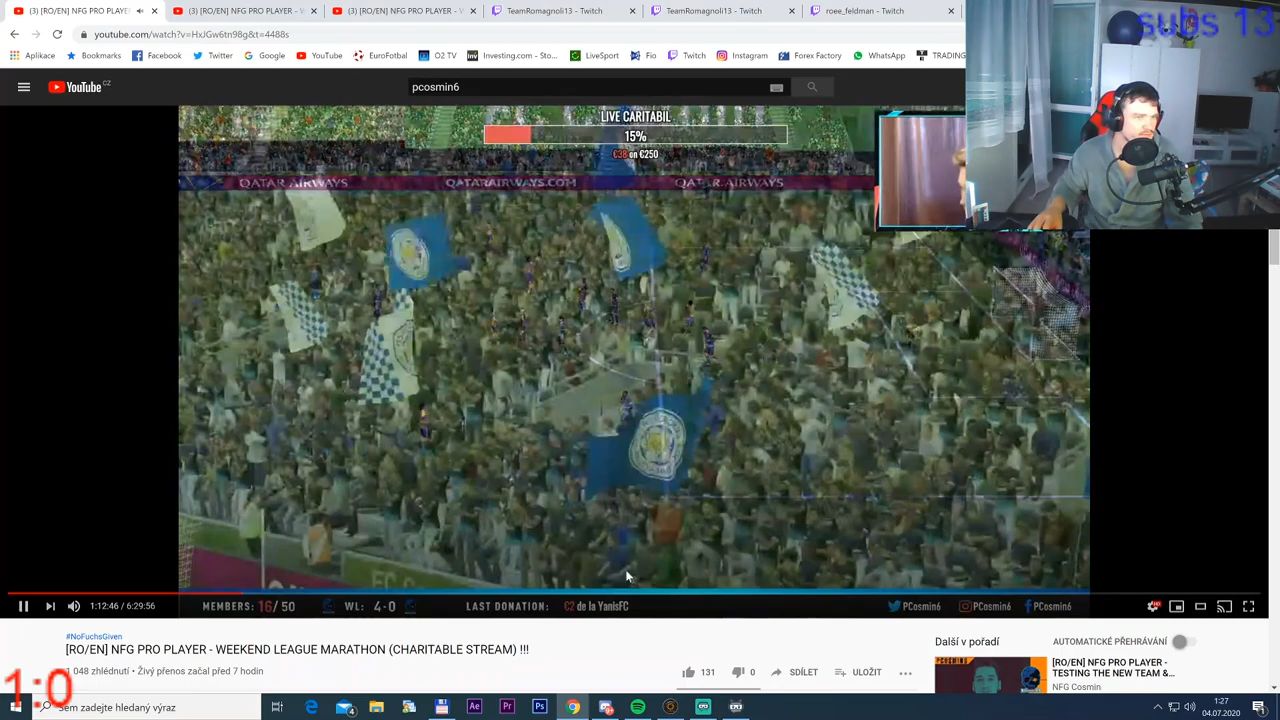 (3) [RO/EN] NFG PRO PLAYER
(3) [RO/EN] NFG PRO PLAYER - W
(3) [RO/EN] NFG PRO PLAYER - W
TeamRomagnoli13 - Twitch
TeamRomagnoli13 - Twitch
roee_feldman - Twitch
subs 13
youtube.com/watch?v=HxJGw6tn98g&t=4488s
Aplikace
Bookmarks
Facebook
Twitter
Google
YouTube
EuroFotbal
O2 TV
Investing.com - Sto...
LiveSport
Fio
Twitch
Instagram
Forex Factory
WhatsApp
TRADING
YouTube CZ
pcosmin6
LIVE CARITABIL
15%
€38 on €250
QATAR AIRWAYS
QATARAIRWAYS.COM
QATAR AIRWAYS
1:12:46 / 6:29:56
MEMBERS: 16/50
WL: 4-0
LAST DONATION: €2 de la YanisFC
PCosmin6
PCosmin6
PCosmin6
#NoFuchsGiven
[RO/EN] NFG PRO PLAYER - WEEKEND LEAGUE MARATHON (CHARITABLE STREAM) !!!
1 048 zhlédnutí • Živý přenos začal před 7 hodin
131
0
SDÍLET
ULOŽIT
Další v pořadí
AUTOMATICKÉ PŘEHRÁVÁNÍ
[RO/EN] NFG PRO PLAYER -
TESTING THE NEW TEAM &...
NFG Cosmin
1:0
Sem zadejte hledaný výraz
1:27
04.07.2020